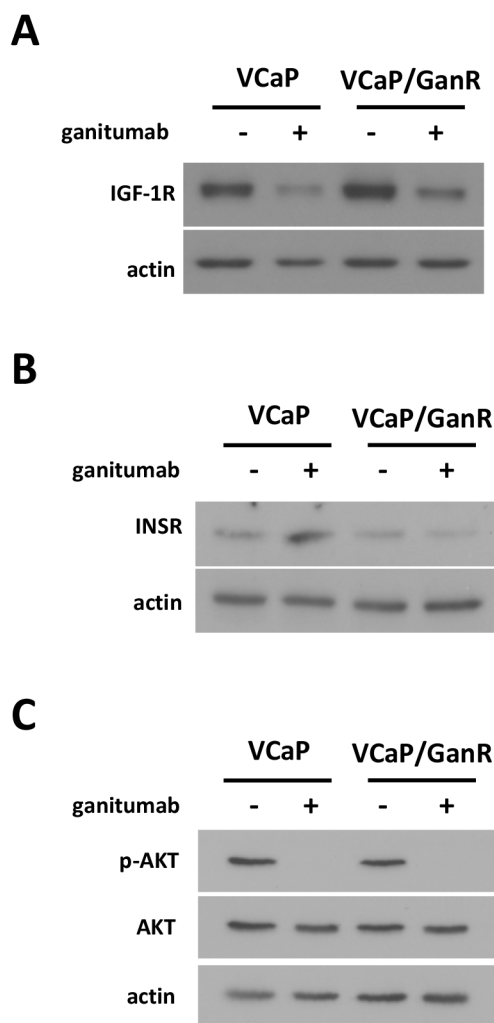 A
VCaP VCaP/GanR
ganitumab - + - +
IGF-1R
actin
B
VCaP VCaP/GanR
ganitumab - + - +
INSR
actin
C
VCaP VCaP/GanR
ganitumab - + - +
p-AKT
AKT
actin